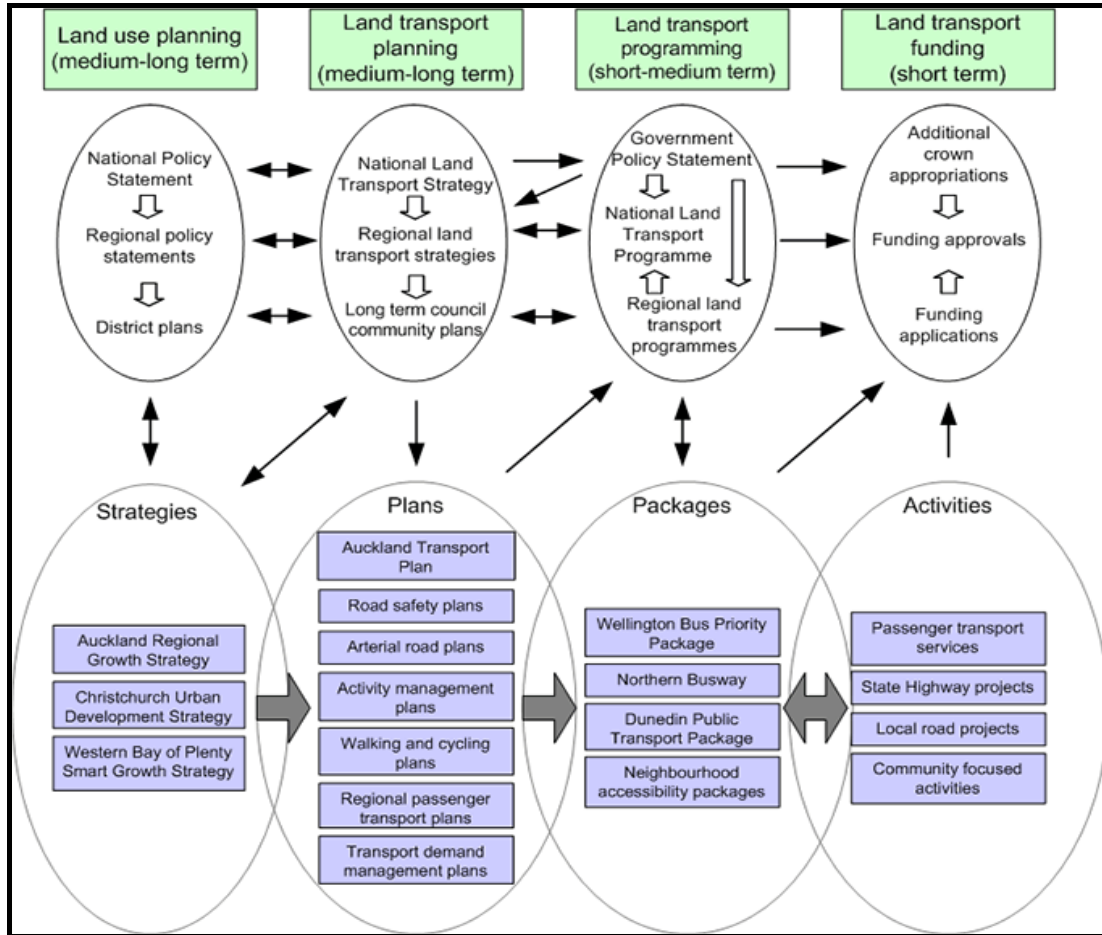 Land use planning
(medium-long term)
Land transport
planning
(medium-long term)
Land transport
programming
(short-medium term)
Land transport
funding
(short term)
National Policy
Statement
Regional policy
statements
District plans
National Land
Transport Strategy
Regional land
transport strategies
Long term council
community plans
Government
Policy Statement
National Land
Transport
Programme
Regional land
transport
programmes
Additional
crown
appropriations
Funding approvals
Funding
applications
Strategies
Auckland Regional
Growth Strategy
Christchurch Urban
Development Strategy
Western Bay of Plenty
Smart Growth Strategy
Plans
Auckland Transport
Plan
Road safety plans
Arterial road plans
Activity management
plans
Walking and cycling
plans
Regional passenger
transport plans
Transport demand
management plans
Packages
Wellington Bus Priority
Package
Northern Busway
Dunedin Public
Transport Package
Neighbourhood
accessibility packages
Activities
Passenger transport
services
State Highway projects
Local road projects
Community focused
activities